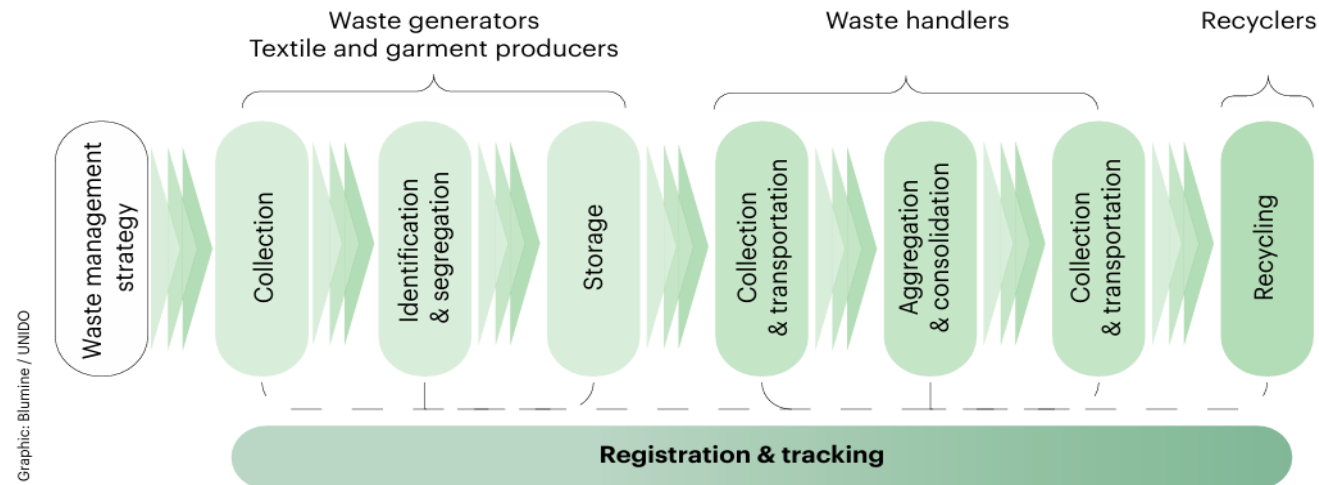 Waste generators
Textile and garment producers
Waste handlers
Recyclers
Waste management
strategy
Collection
Identification
& segregation
Storage
Collection
& transportation
Aggregation
& consolidation
Collection
& transportation
Recycling
Registration & tracking
Graphic: Blumine / UNIDO